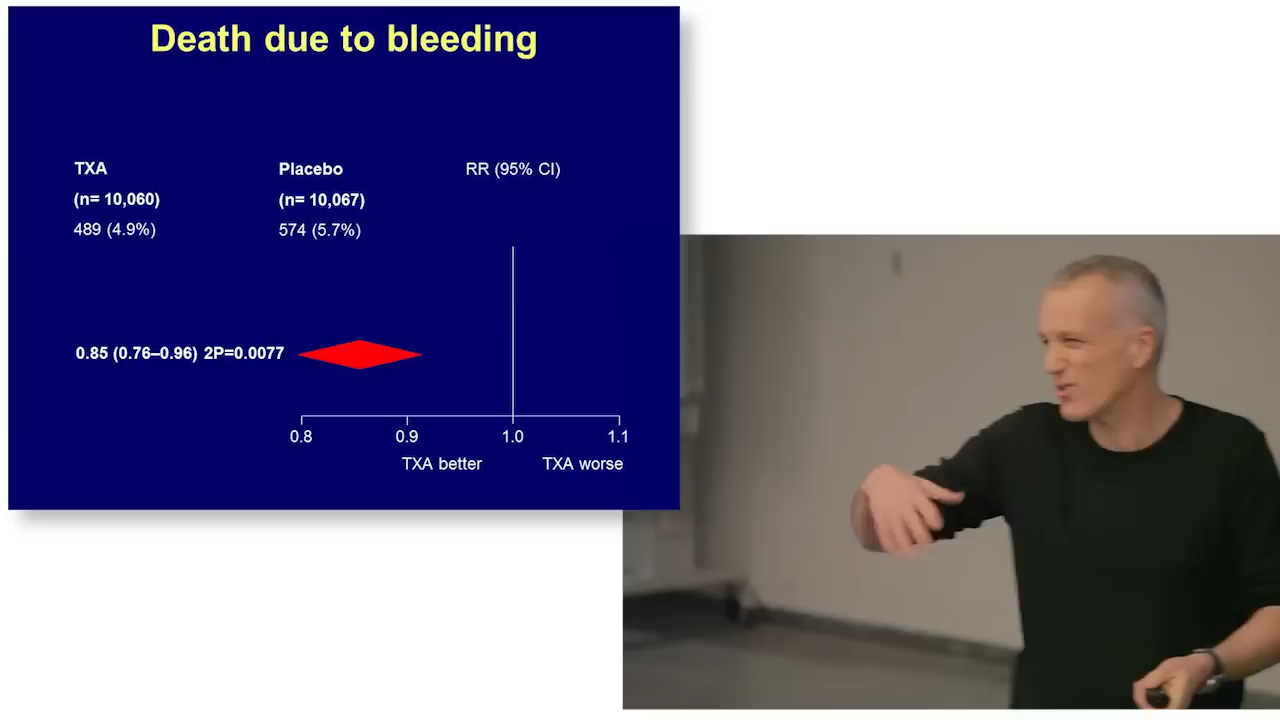 Death due to bleeding
TXA Placebo RR (95% CI)
(n= 10,060) (n= 10,067)
489 (4.9%) 574 (5.7%)
0.85 (0.76–0.96) 2P=0.0077
0.8 0.9 1.0 1.1
TXA better TXA worse